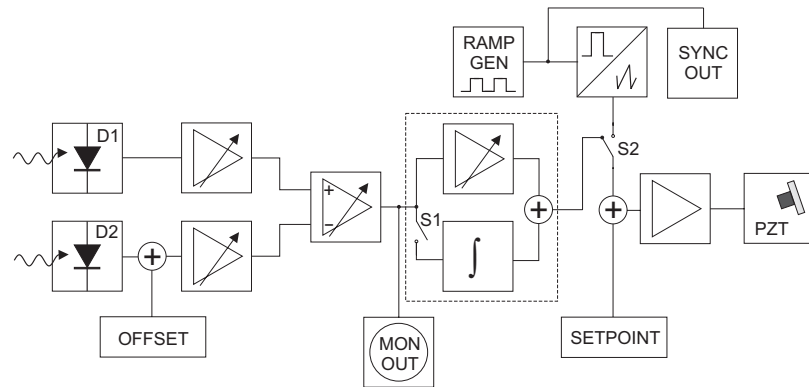 RAMP
GEN
SYNC
OUT
D1
S2
+
−
S1
+
+
D2
+
∫
PZT
OFFSET
MON
OUT
SETPOINT